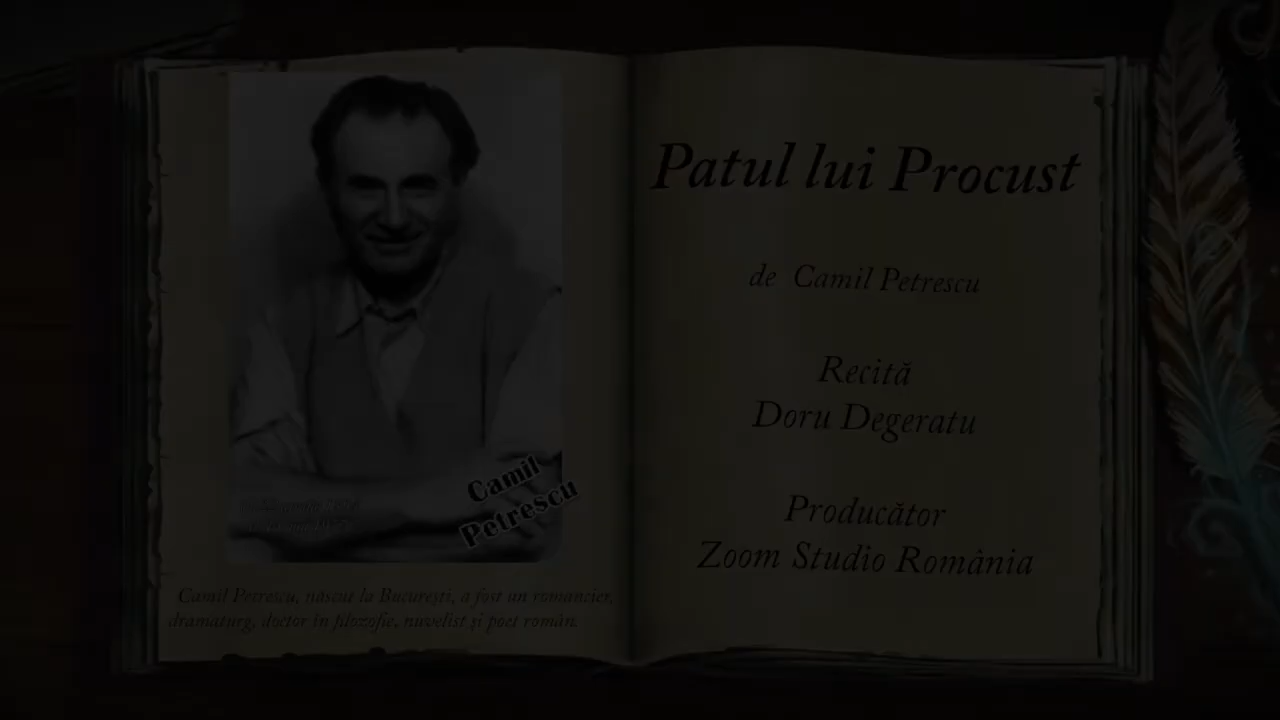 Camil
Petrescu
Camil Petrescu, născut la București, a fost un romancier,
dramaturg, doctor în filozofie, nuvelist și poet român.
Patul lui Procust
de Camil Petrescu
Recită
Doru Degeratu
Producător
Zoom Studio România